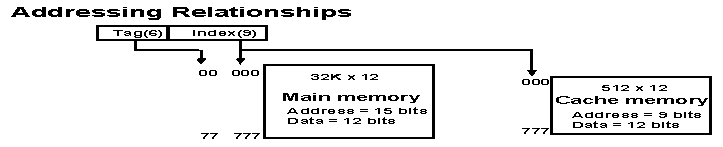 Addressing Relationships
Tag(6) Index(9)
00 000
32K x 12
Main memory
Address = 15 bits
Data = 12 bits
77 777
000
512 x 12
Cache memory
Address = 9 bits
Data = 12 bits
777